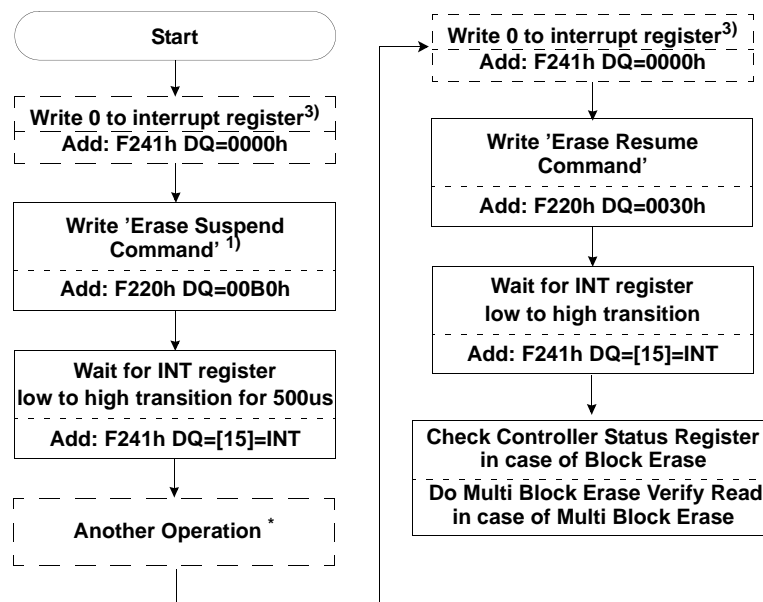 Start
Write 0 to interrupt register3)
Add: F241h DQ=0000h
Write ’Erase Suspend
Command’ 1)
Add: F220h DQ=00B0h
Wait for INT register
low to high transition for 500us
Add: F241h DQ=[15]=INT
Another Operation *
Write 0 to interrupt register3)
Add: F241h DQ=0000h
Write ’Erase Resume
Command’
Add: F220h DQ=0030h
Wait for INT register
low to high transition
Add: F241h DQ=[15]=INT
Check Controller Status Register
in case of Block Erase
Do Multi Block Erase Verify Read
in case of Multi Block Erase